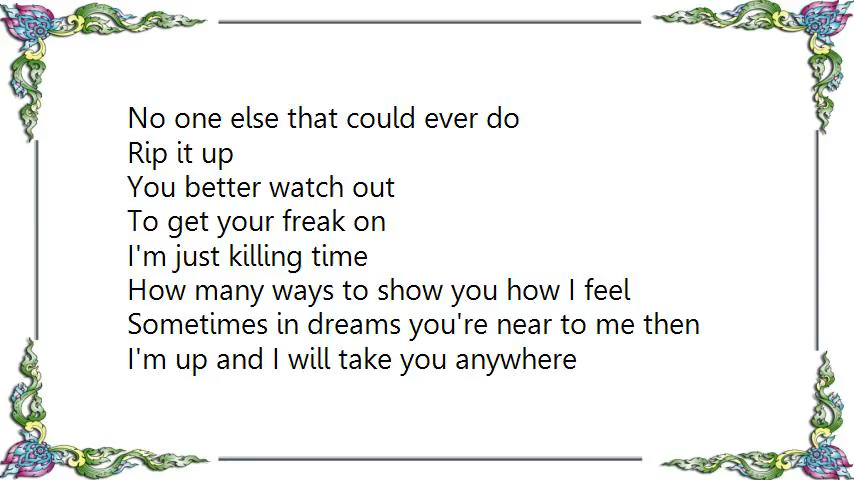 No one else that could ever do
Rip it up
You better watch out
To get your freak on
I'm just killing time
How many ways to show you how I feel
Sometimes in dreams you're near to me then
I'm up and I will take you anywhere